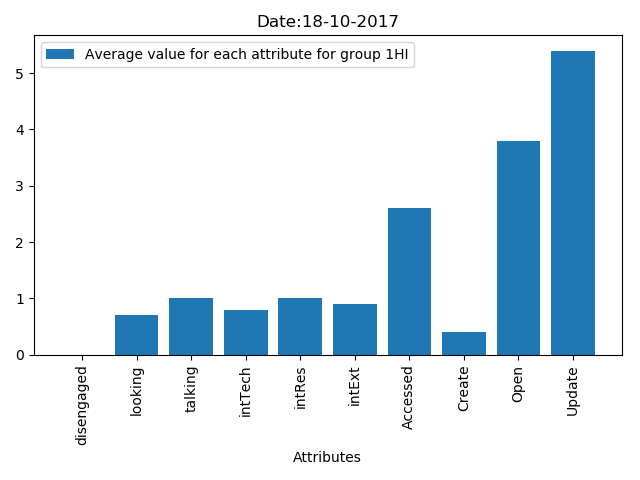 Date:18-10-2017
Average value for each attribute for group 1HI
5
4
3
2
1
0
disengaged
looking
talking
intTech
intRes
intExt
Accessed
Create
Open
Update
Attributes